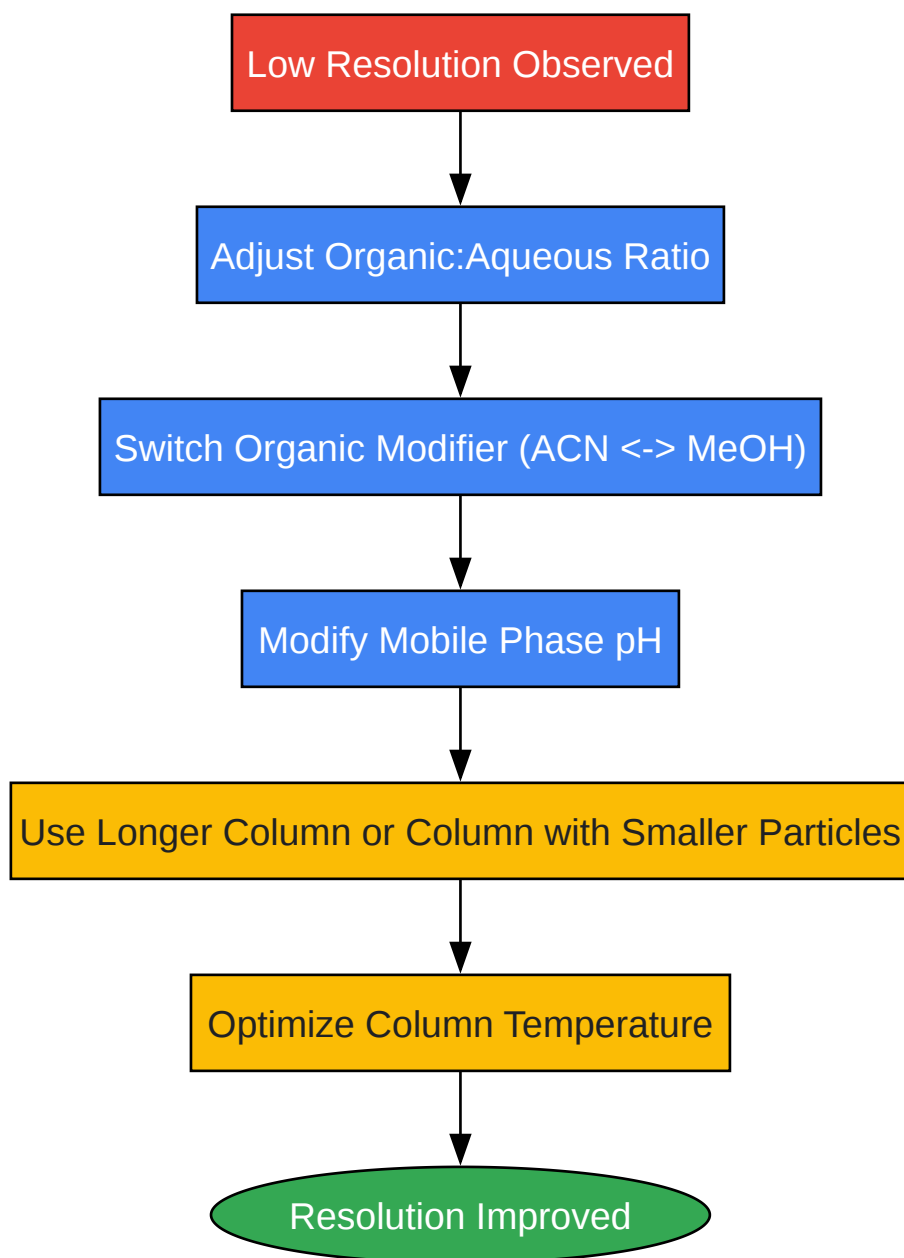 Low Resolution Observed
Adjust Organic:Aqueous Ratio
Switch Organic Modifier (ACN <-> MeOH)
Modify Mobile Phase pH
Use Longer Column or Column with Smaller Particles
Optimize Column Temperature
Resolution Improved